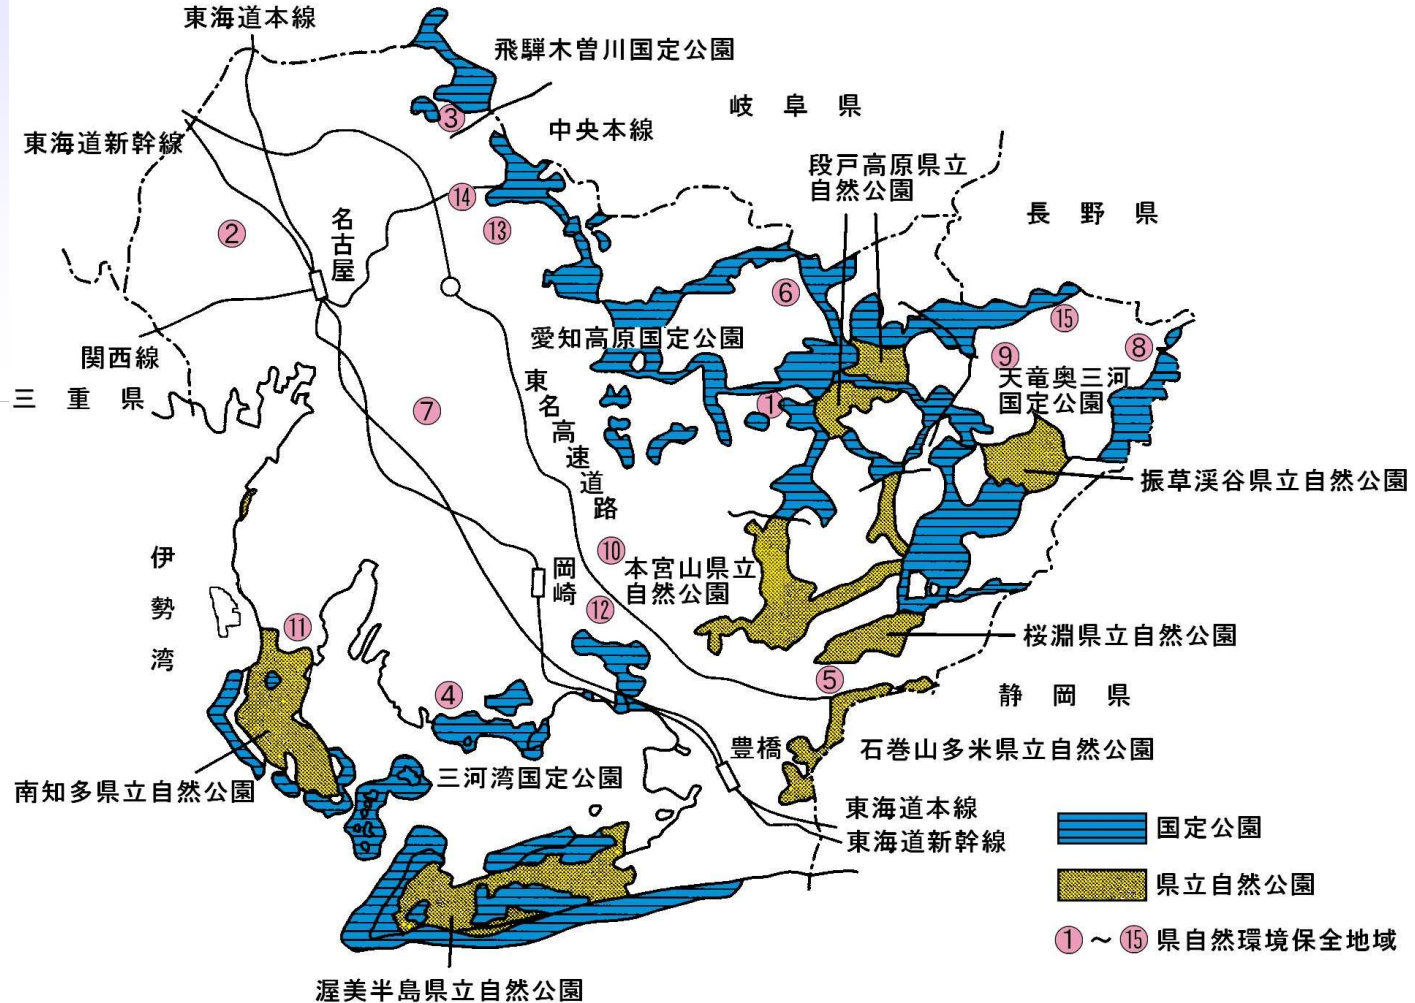 東海道本線
飛騨木曽川国定公園
岐阜県
③
東海道新幹線
中央本線
段戸高原県立
自然公園
⑭
長野県
②
名古屋
⑬
⑥
⑮
愛知高原国定公園
⑧
関西線
⑨
天竜奥三河
国定公園
三重県
東名高速道路
⑦
①
振草渓谷県立自然公園
伊勢湾
⑩
本宮山県立
自然公園
岡崎
⑫
⑪
桜淵県立自然公園
⑤
④
静岡県
豊橋
石巻山多米県立自然公園
三河湾国定公園
南知多県立自然公園
東海道本線
東海道新幹線
国定公園
県立自然公園
①~⑮県自然環境保全地域
渥美半島県立自然公園